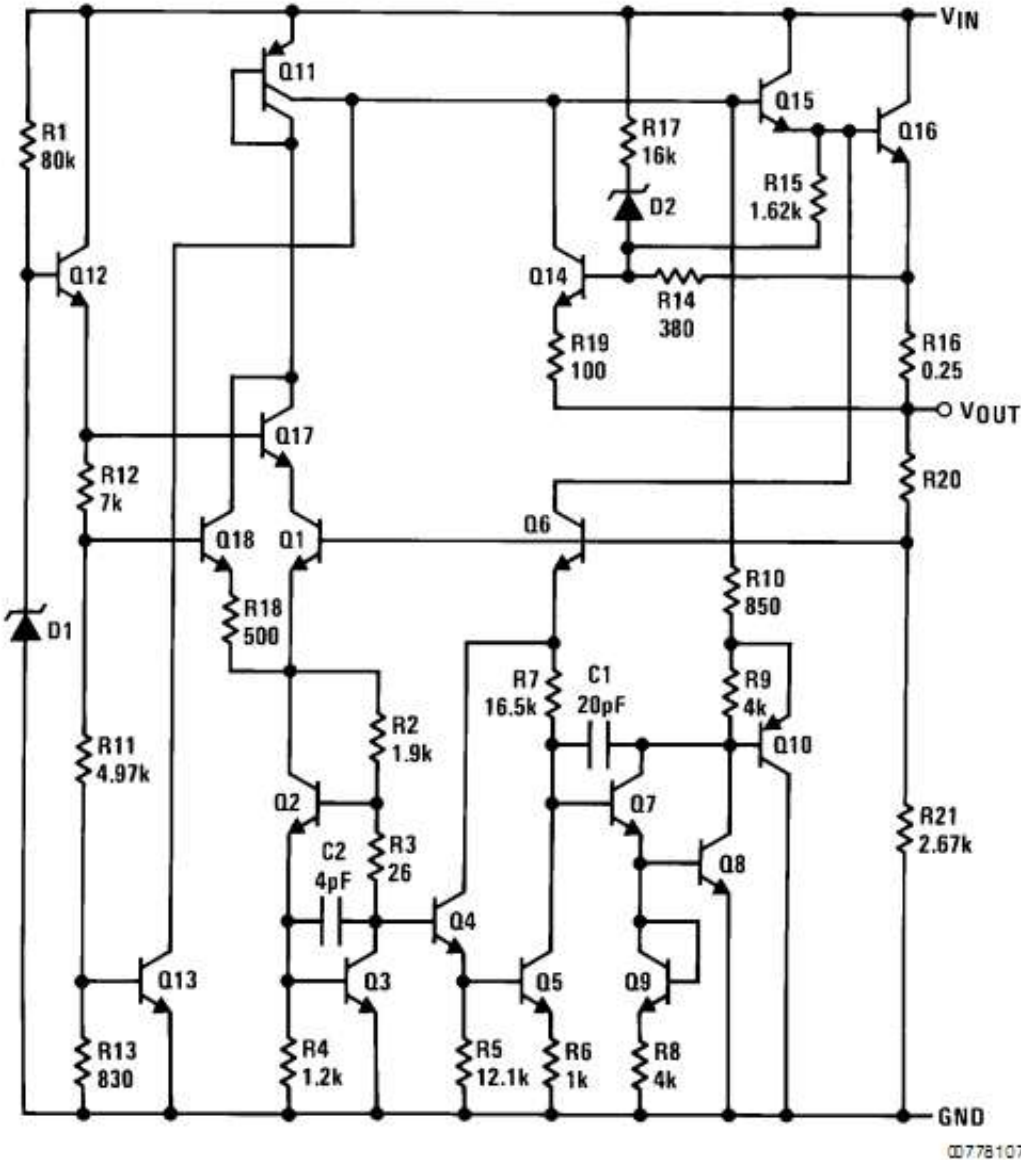 VIN
Q11
Q15
Q16
R1
80k
R17
16k
R15
1.62k
D2
Q12
Q14
R14
380
R19
100
R16
0.25
VOUT
Q17
R12
7k
R20
Q6
Q18
Q1
R10
850
D1
R18
500
R7
16.5k
C1
20pF
R9
4k
Q10
R2
1.9k
R11
4.97k
Q2
Q7
R21
2.67k
C2
4pF
R3
26
Q8
Q4
Q13
Q3
Q5
Q9
R13
830
R4
1.2k
R5
12.1k
R6
1k
R8
4k
GND
00778107